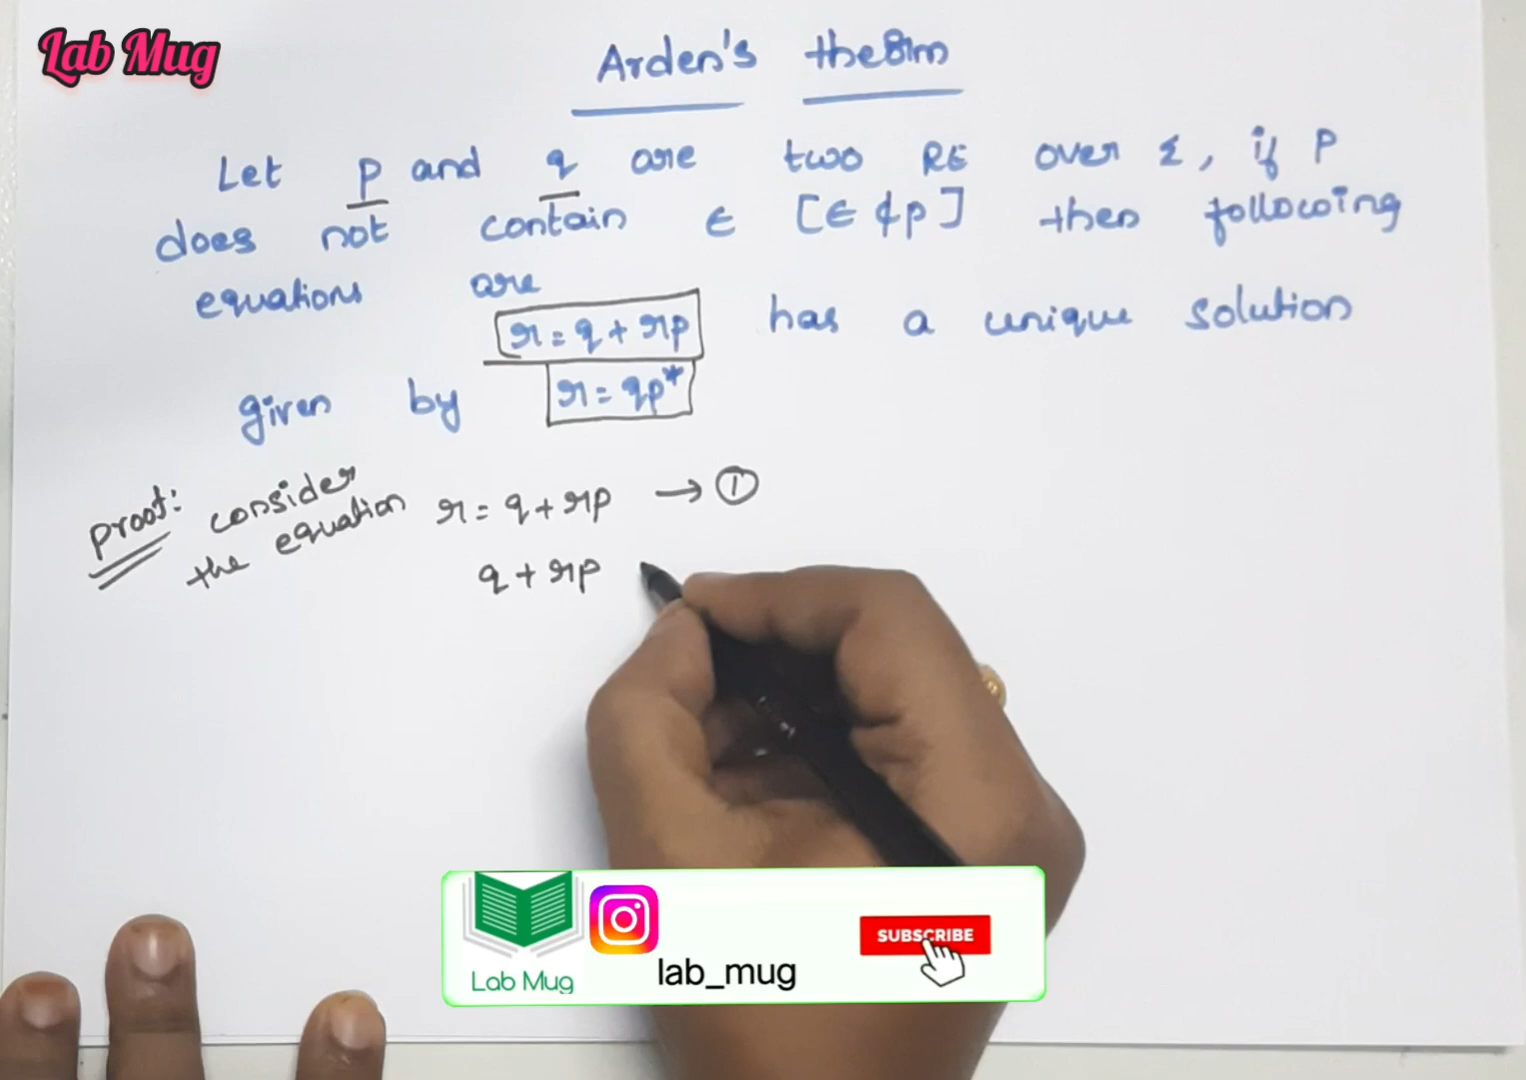 Lab Mug
Arden's theorm
Let p and q are two RE over Σ, if P
does not contain ∈ [∈ ∉ p] then following
equations are
r = q + rp has a unique solution
given by r = qp*
proof: consider
the equation r = q + rp → ①
q + rp
SUBSCRIBE
lab_mug
Lab Mug